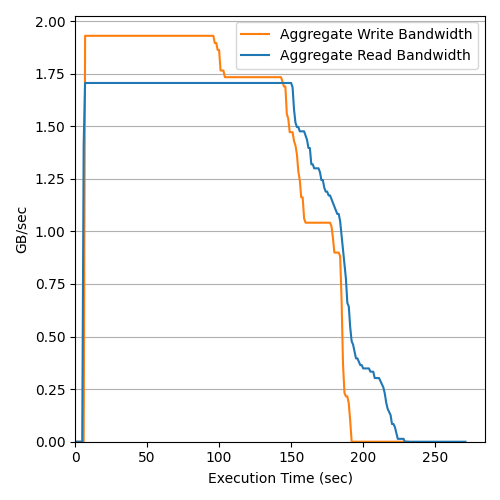 Aggregate Write Bandwidth
Aggregate Read Bandwidth
2.00
1.75
1.50
1.25
1.00
0.75
0.50
0.25
0.00
GB/sec
0 50 100 150 200 250
Execution Time (sec)